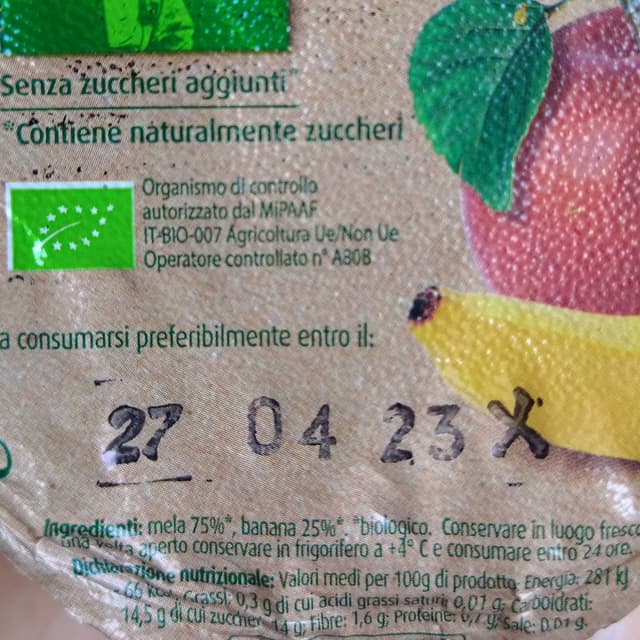 Senza zuccheri aggiunti*
*Contiene naturalmente zuccheri
Organismo di controllo
autorizzato dal MiPAAF
IT-BIO-007 Agricoltura Ue/Non Ue
Operatore controllato n° A80B
a consumarsi preferibilmente entro il:
27 04 23 X
Ingredienti: mela 75%*, banana 25%*. *biologico. Conservare in luogo fresco
una volta aperto conservare in frigorifero a +4° C e consumare entro 24 ore.
Dichiarazione nutrizionale: Valori medi per 100g di prodotto. Energia: 281 kJ
- 66 kcal, Grassi: 0,3 g di cui acidi grassi saturi: 0,01 g; Carboidrati:
14,5 g di cui zuccheri 14 g; Fibre: 1,6 g; Proteine: 0,7 g; Sale: 0,01 g.